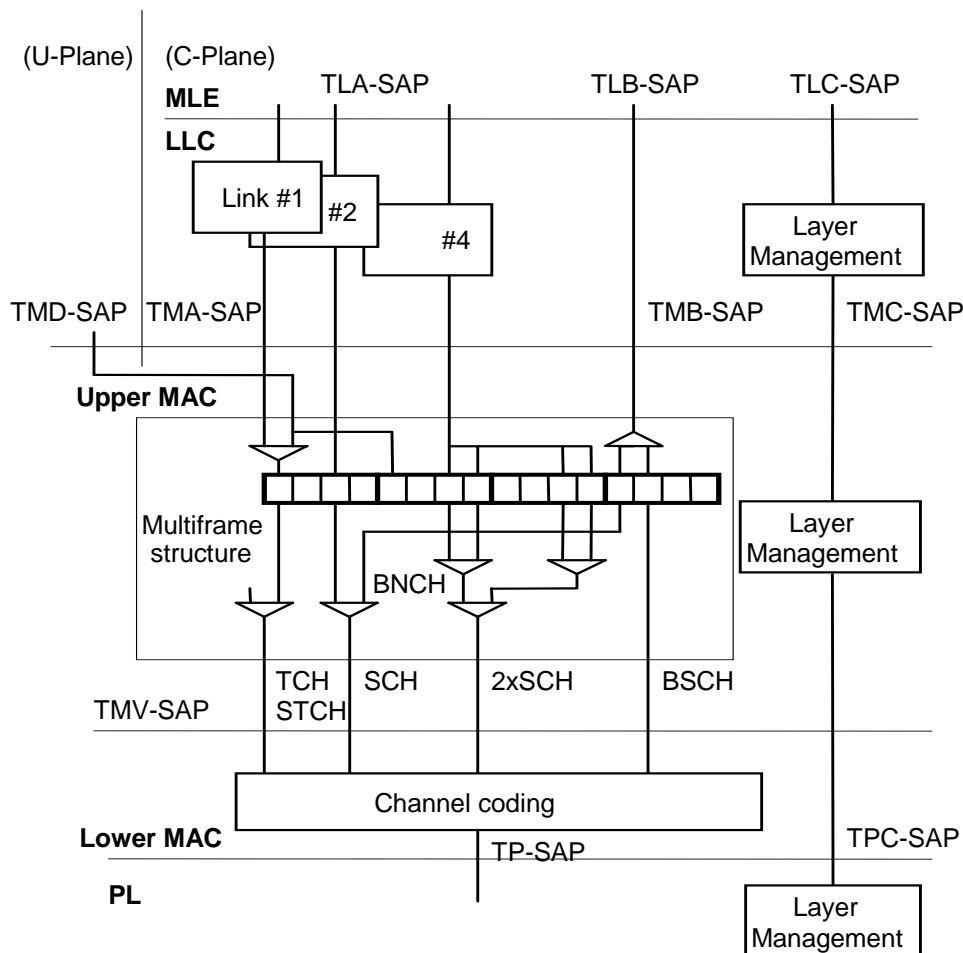 (U-Plane) (C-Plane)
TLA-SAP TLB-SAP TLC-SAP
MLE
LLC
Link #1
#2
#4
Layer
Management
TMD-SAP TMA-SAP TMB-SAP TMC-SAP
Upper MAC
Multiframe
structure
Layer
Management
BNCH
TCH SCH 2xSCH BSCH
STCH
TMV-SAP
Channel coding
Lower MAC
TP-SAP TPC-SAP
PL
Layer
Management